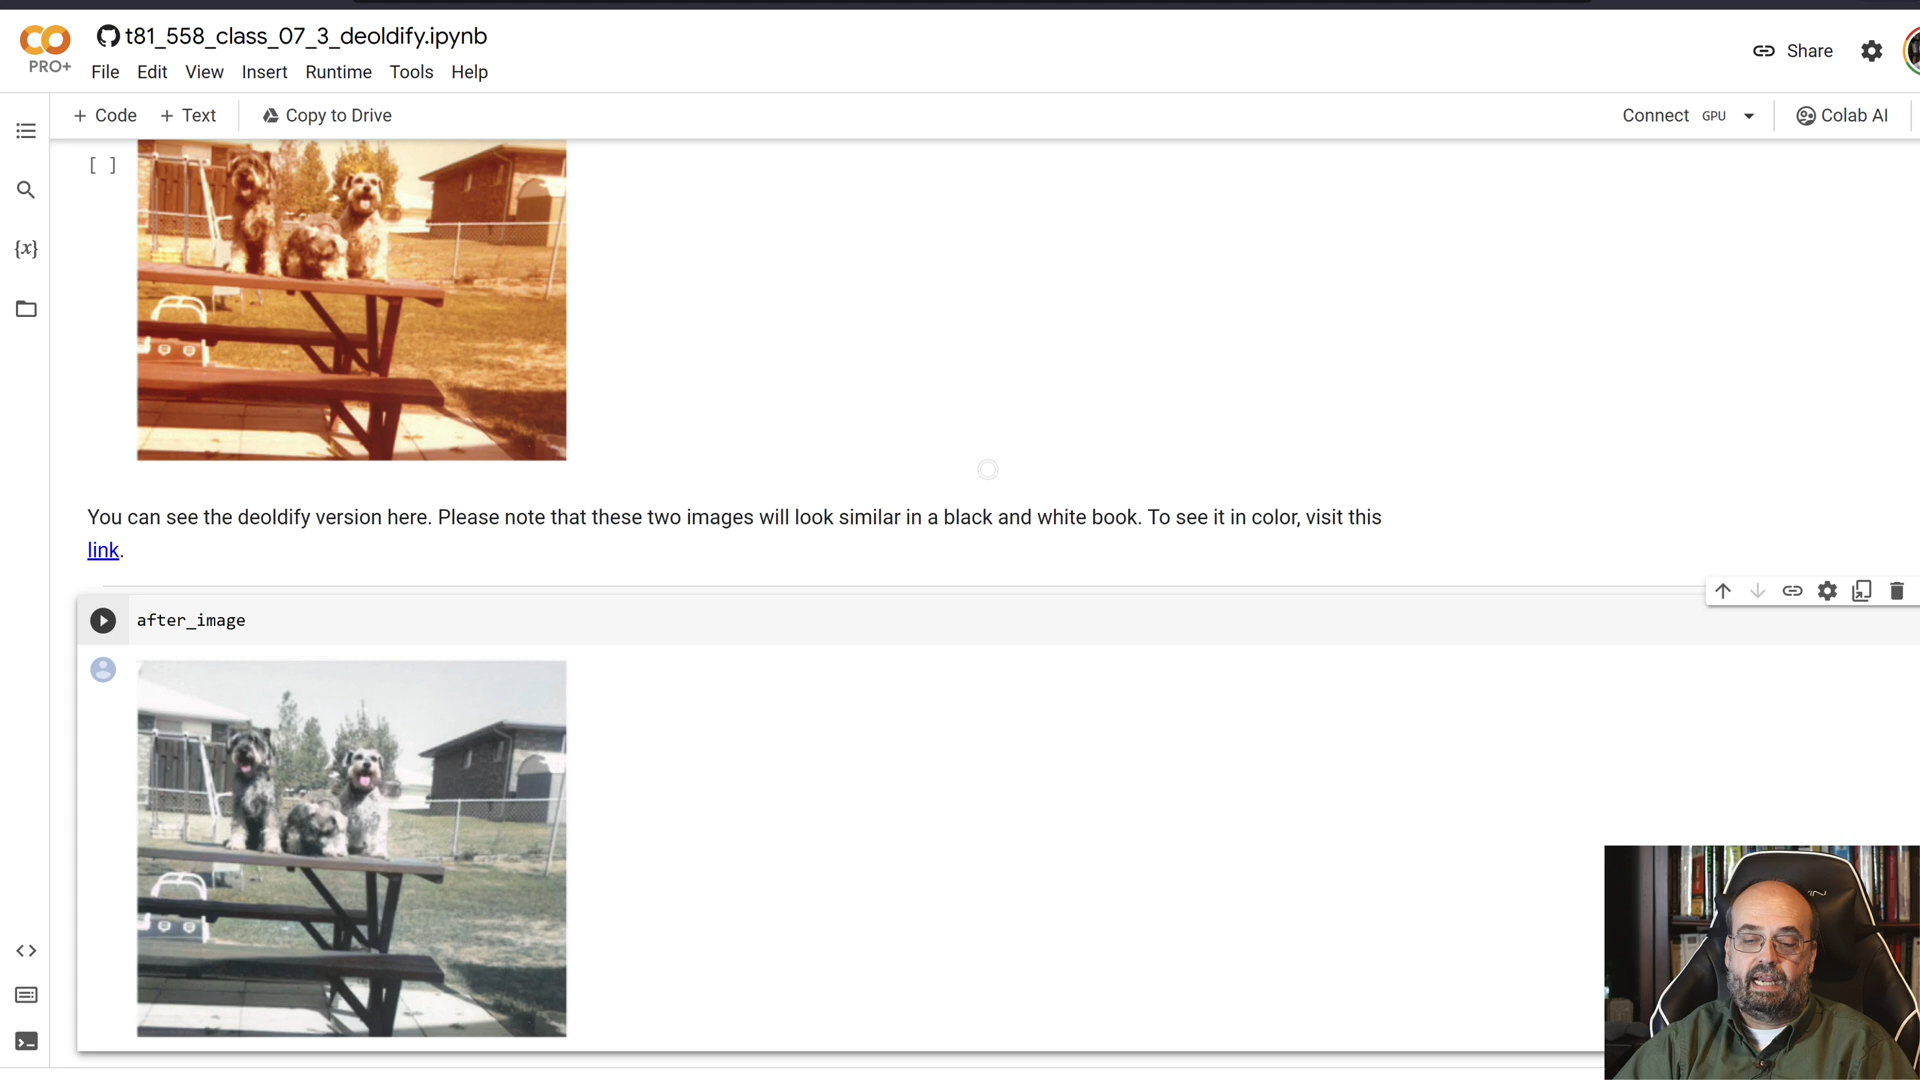 t81_558_class_07_3_deoldify.ipynb
PRO+
File Edit View Insert Runtime Tools Help
Share
+ Code + Text Copy to Drive
Connect GPU
Colab AI
[ ]
{x}
You can see the deoldify version here. Please note that these two images will look similar in a black and white book. To see it in color, visit this
link.
after_image